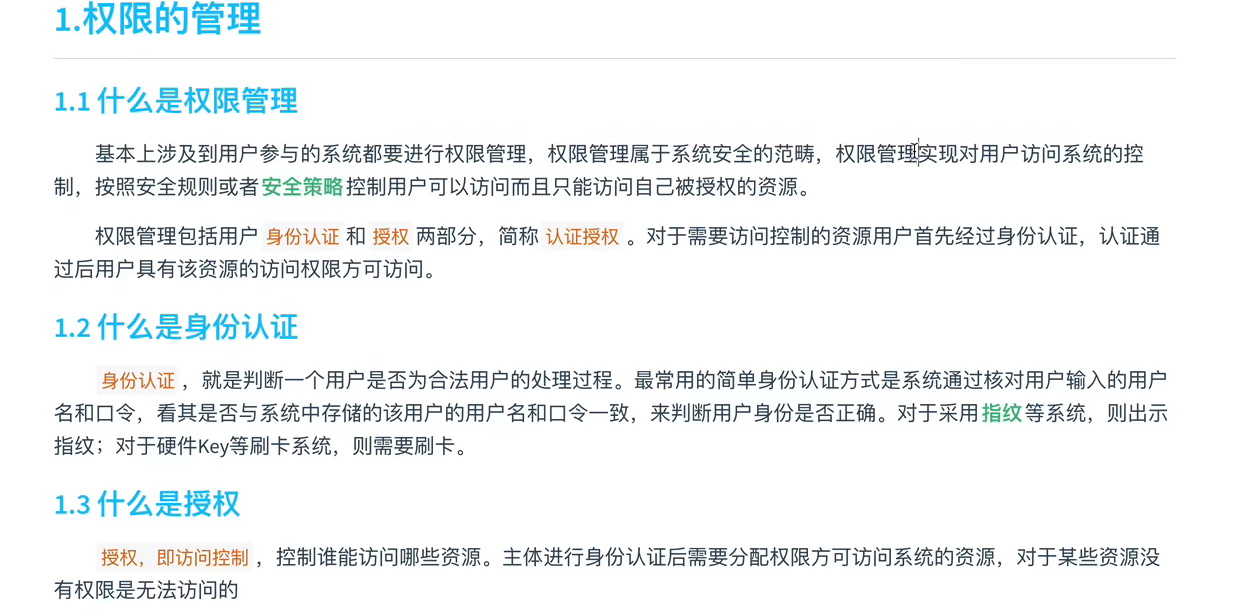 1.权限的管理
1.1 什么是权限管理
基本上涉及到用户参与的系统都要进行权限管理，权限管理属于系统安全的范畴，权限管理实现对用户访问系统的控
制，按照安全规则或者安全策略控制用户可以访问而且只能访问自己被授权的资源。
权限管理包括用户 身份认证 和 授权 两部分，简称 认证授权 。对于需要访问控制的资源用户首先经过身份认证，认证通
过后用户具有该资源的访问权限方可访问。
1.2 什么是身份认证
身份认证 ，就是判断一个用户是否为合法用户的处理过程。最常用的简单身份认证方式是系统通过核对用户输入的用户
名和口令，看其是否与系统中存储的该用户的用户名和口令一致，来判断用户身份是否正确。对于采用指纹等系统，则出示
指纹；对于硬件Key等刷卡系统，则需要刷卡。
1.3 什么是授权
授权，即访问控制 ，控制谁能访问哪些资源。主体进行身份认证后需要分配权限方可访问系统的资源，对于某些资源没
有权限是无法访问的